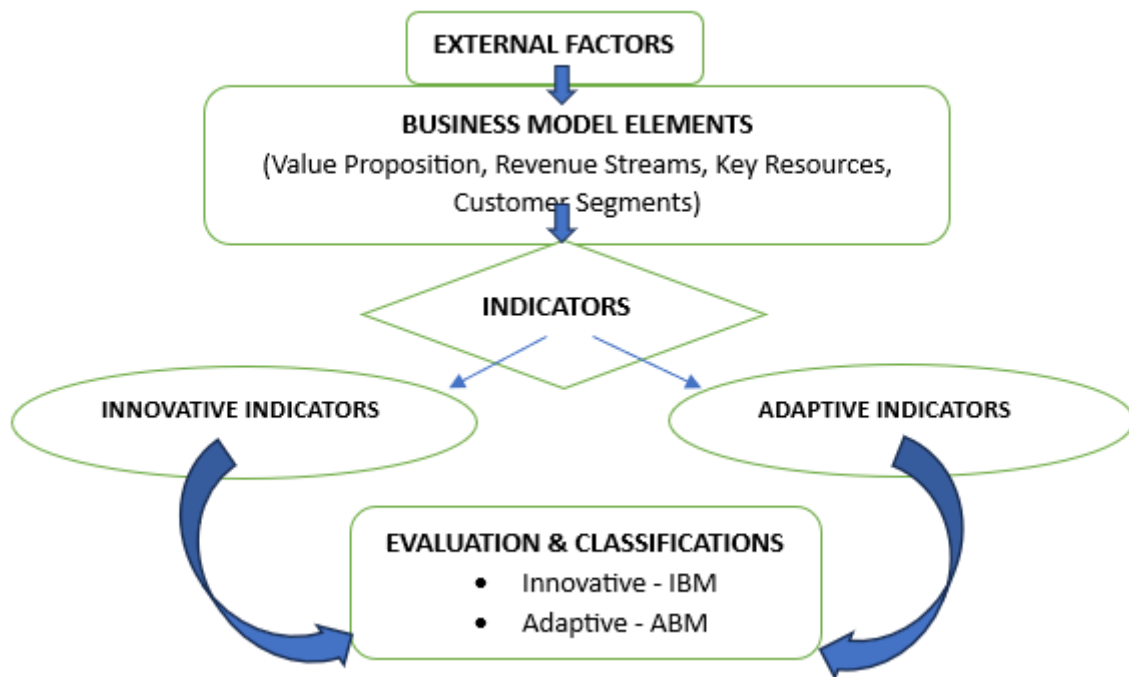 EXTERNAL FACTORS
BUSINESS MODEL ELEMENTS
(Value Proposition, Revenue Streams, Key Resources,
Customer Segments)
INDICATORS
INNOVATIVE INDICATORS
ADAPTIVE INDICATORS
EVALUATION & CLASSIFICATIONS
• Innovative - IBM
• Adaptive - ABM